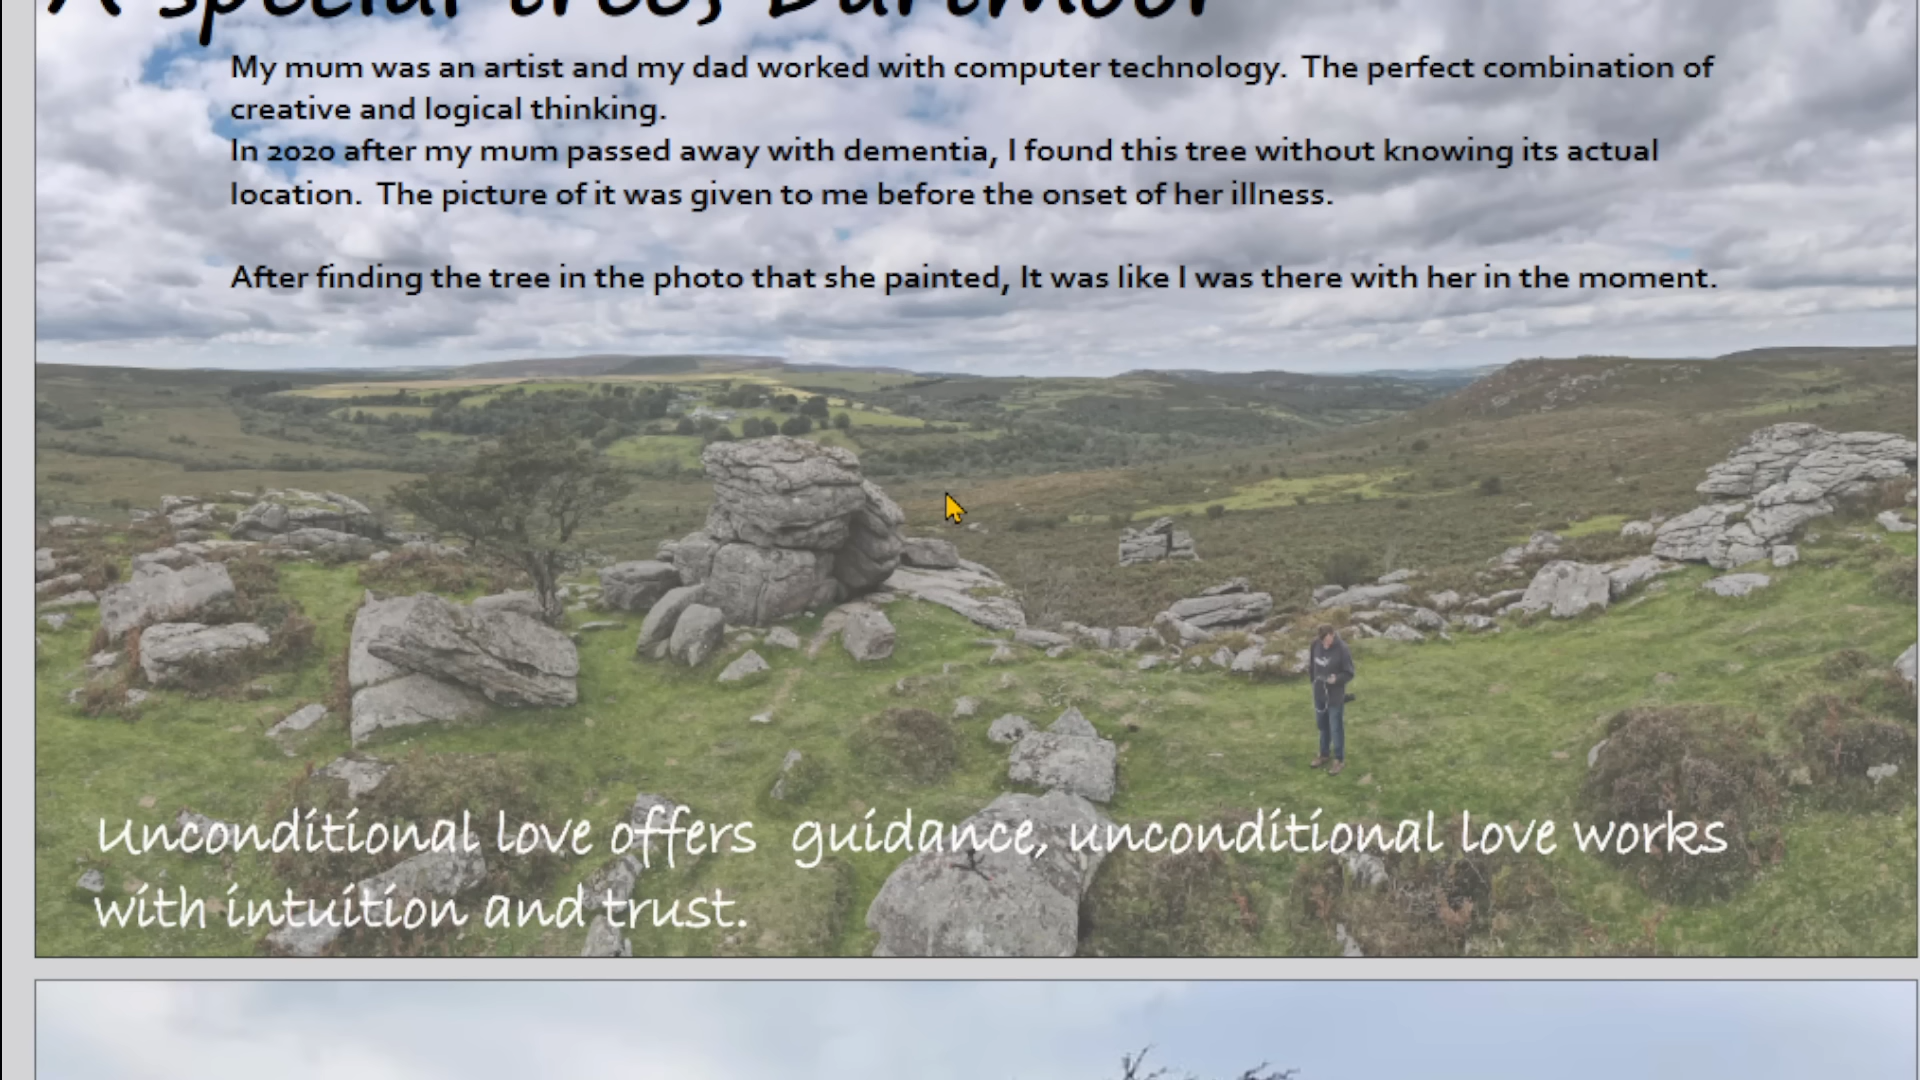 A special tree, Dartmoor
My mum was an artist and my dad worked with computer technology. The perfect combination of
creative and logical thinking.
In 2020 after my mum passed away with dementia, I found this tree without knowing its actual
location. The picture of it was given to me before the onset of her illness.
After finding the tree in the photo that she painted, It was like I was there with her in the moment.
Unconditional love offers guidance, unconditional love works
with intuition and trust.